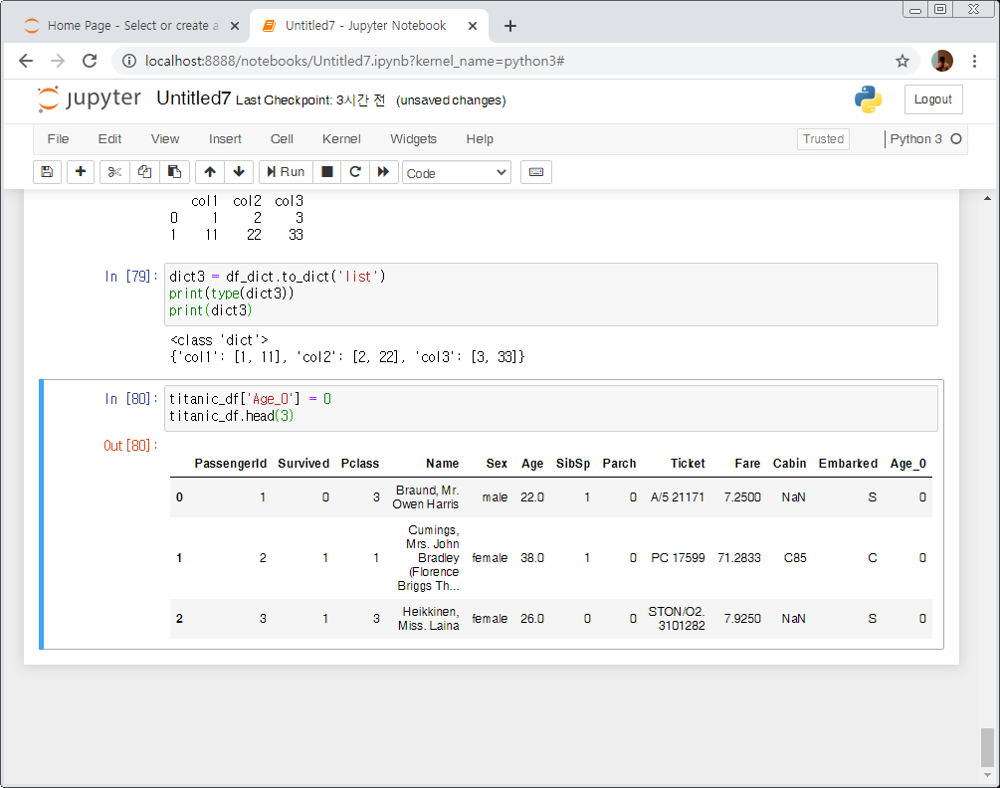 Home Page - Select or create a
Untitled7 - Jupyter Notebook
localhost:8888/notebooks/Untitled7.ipynb?kernel_name=python3#
jupyter Untitled7 Last Checkpoint: 3시간 전 (unsaved changes)
Logout
File Edit View Insert Cell Kernel Widgets Help Trusted Python 3
Run Code
col1 col2 col3
0 1 2 3
1 11 22 33
In [79]: dict3 = df_dict.to_dict('list')
print(type(dict3))
print(dict3)
<class 'dict'>
{'col1': [1, 11], 'col2': [2, 22], 'col3': [3, 33]}
In [80]: titanic_df['Age_0'] = 0
titanic_df.head(3)
Out[80]:
PassengerId Survived Pclass Name Sex Age SibSp Parch Ticket Fare Cabin Embarked Age_0
0 1 0 3 Braund, Mr. Owen Harris male 22.0 1 0 A/5 21171 7.2500 NaN S 0
1 2 1 1 Cumings, Mrs. John Bradley (Florence Briggs Th... female 38.0 1 0 PC 17599 71.2833 C85 C 0
2 3 1 3 Heikkinen, Miss. Laina female 26.0 0 0 STON/O2. 3101282 7.9250 NaN S 0